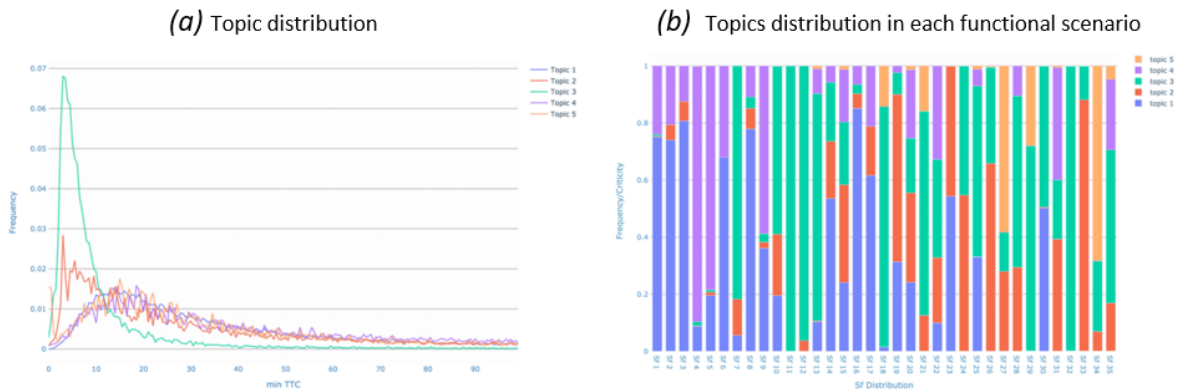 (a) Topic distribution
(b) Topics distribution in each functional scenario
0.07
0.06
0.05
0.04
0.03
0.02
0.01
0
Frequency
0 10 20 30 40 50 60 70 80 90
min TTC
Topic 1
Topic 2
Topic 3
Topic 4
Topic 5
1
0.8
0.6
0.4
0.2
0
Frequency/Criticity
Sf 1
Sf 2
Sf 3
Sf 4
Sf 5
Sf 6
Sf 7
Sf 8
Sf 9
Sf 10
Sf 11
Sf 12
Sf 13
Sf 14
Sf 15
Sf 16
Sf 17
Sf 18
Sf 19
Sf 20
Sf 21
Sf 22
Sf 23
Sf 24
Sf 25
Sf 26
Sf 27
Sf 28
Sf 29
Sf 30
Sf 31
Sf 32
Sf 33
Sf 34
Sf 35
Sf Distribution
topic 5
topic 4
topic 3
topic 2
topic 1